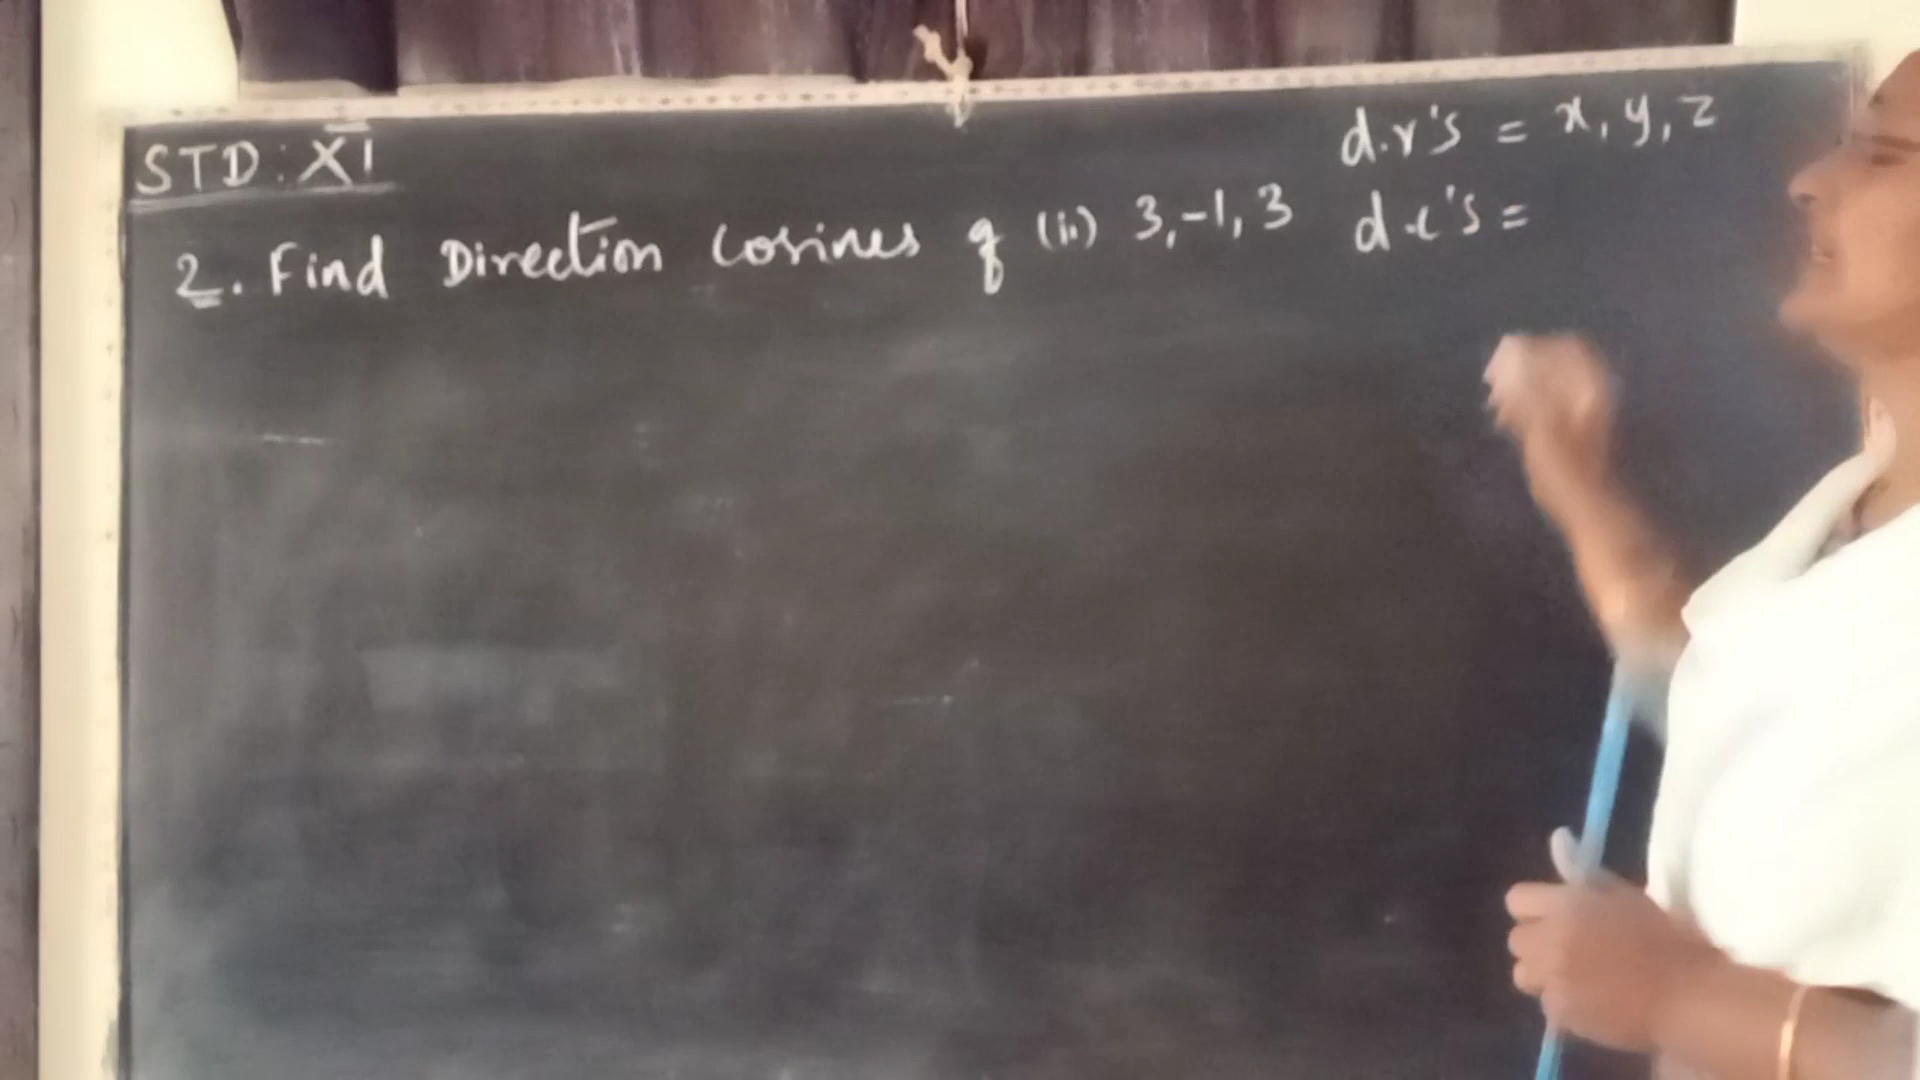 STD: XI
d.r's = x, y, z
2. Find Direction cosines of (ii) 3, -1, 3
d.c's =